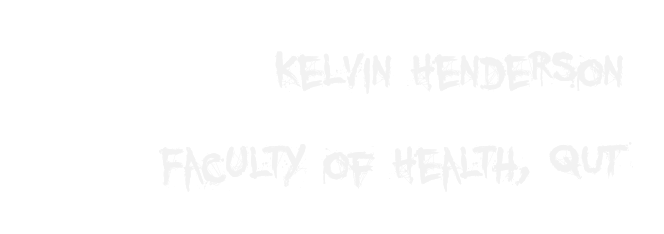 KELVIN HENDERSON
FACULTY OF HEALTH, QUT